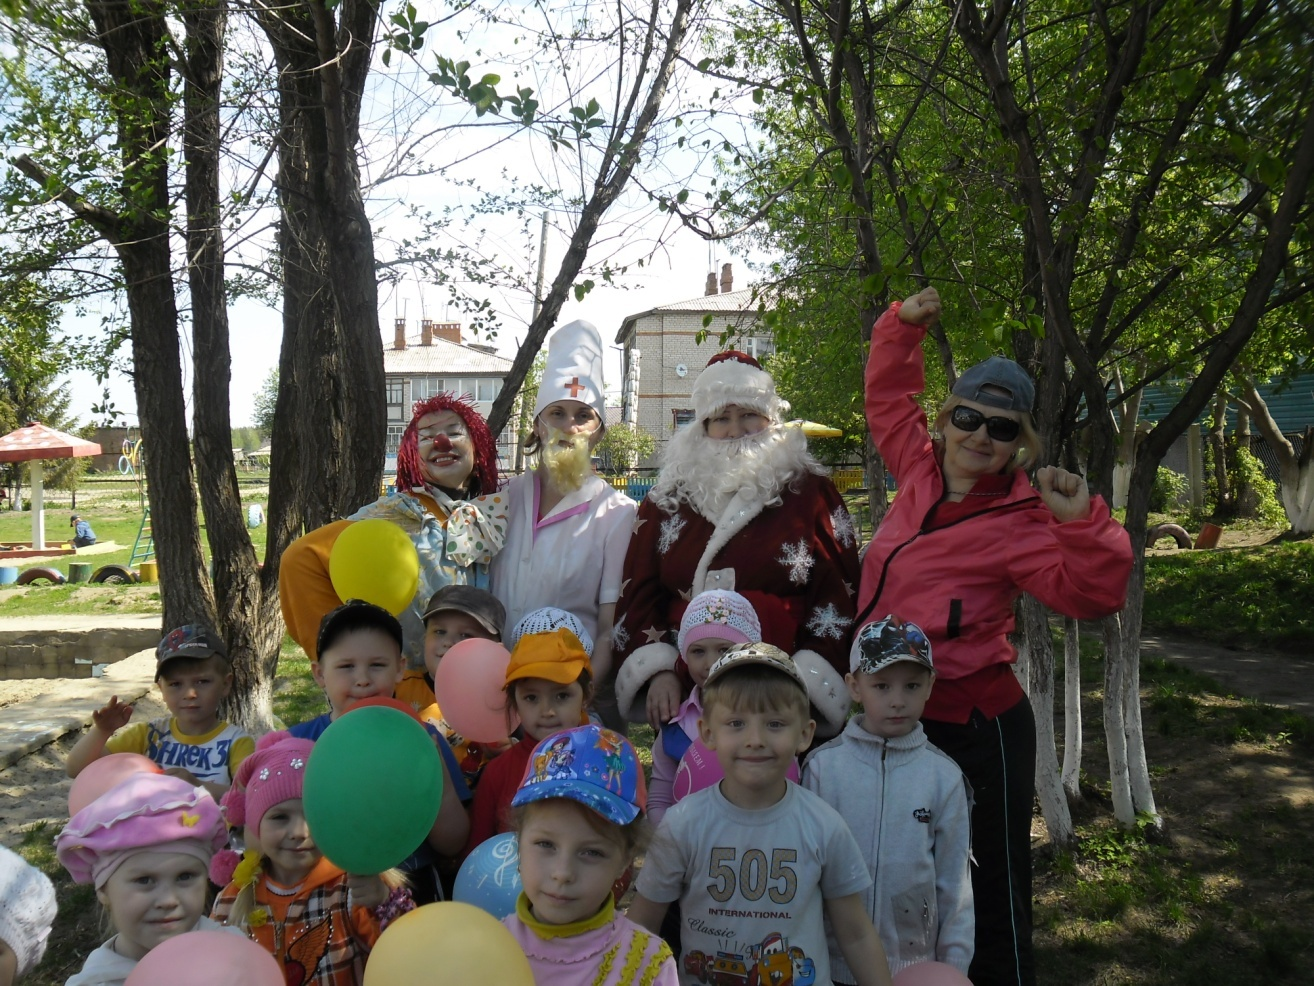 SHREK 3
505
INTERNATIONAL
Classic